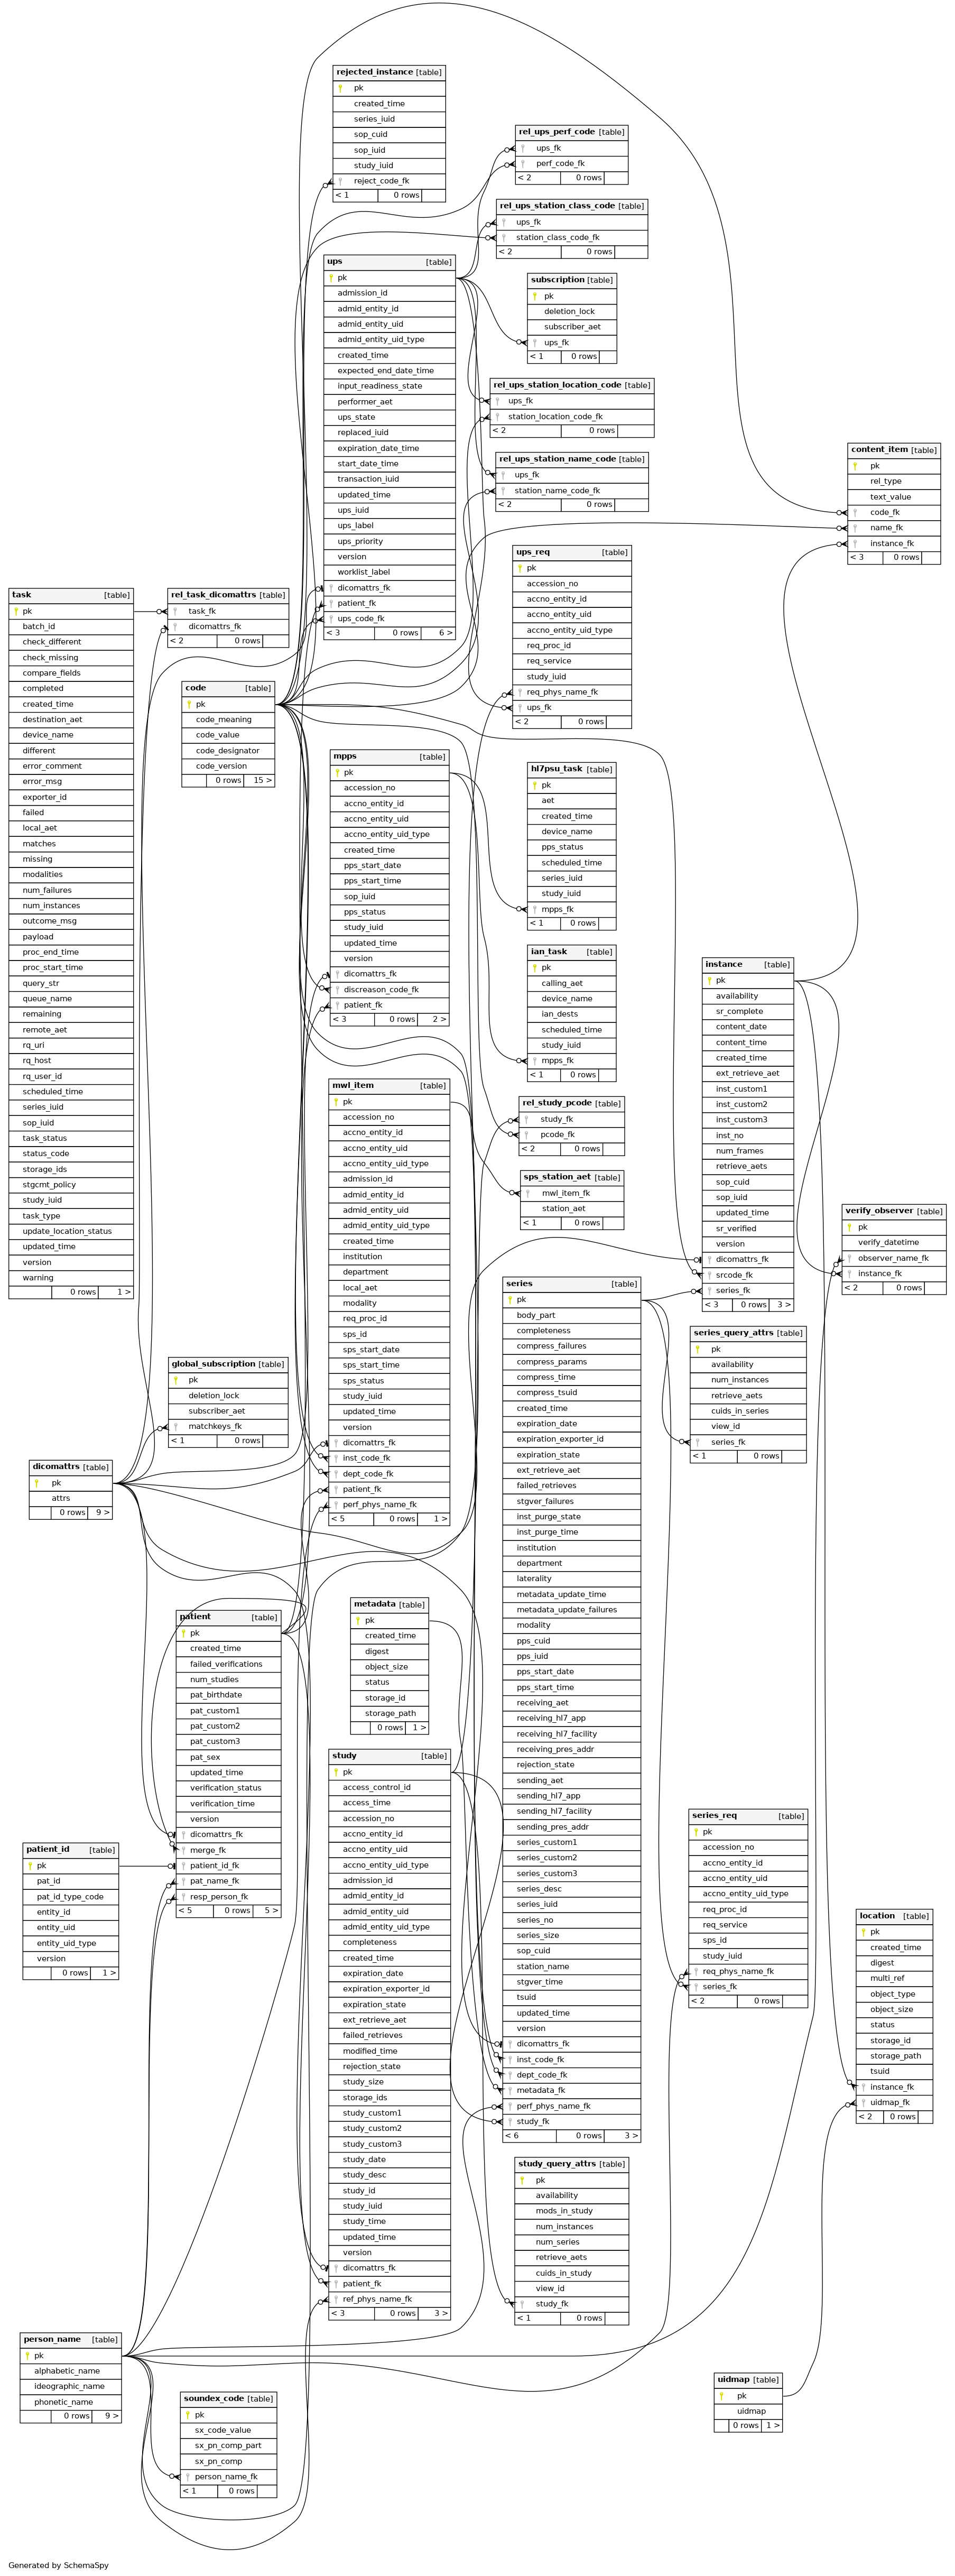 rejected_instance [table]
pk
created_time
series_iuid
sop_cuid
sop_iuid
study_iuid
reject_code_fk
< 1 0 rows
rel_ups_perf_code [table]
ups_fk
perf_code_fk
< 2 0 rows
rel_ups_station_class_code [table]
ups_fk
station_class_code_fk
< 2 0 rows
ups [table]
pk
admission_id
admid_entity_id
admid_entity_uid
admid_entity_uid_type
created_time
expected_end_date_time
input_readiness_state
performer_aet
ups_state
replaced_iuid
expiration_date_time
start_date_time
transaction_iuid
updated_time
ups_iuid
ups_label
ups_priority
version
worklist_label
dicomattrs_fk
patient_fk
ups_code_fk
< 3 0 rows 6 >
subscription [table]
pk
deletion_lock
subscriber_aet
ups_fk
< 1 0 rows
rel_ups_station_location_code [table]
ups_fk
station_location_code_fk
< 2 0 rows
rel_ups_station_name_code [table]
ups_fk
station_name_code_fk
< 2 0 rows
content_item [table]
pk
rel_type
text_value
code_fk
name_fk
instance_fk
< 3 0 rows
ups_req [table]
pk
accession_no
accno_entity_id
accno_entity_uid
accno_entity_uid_type
req_proc_id
req_service
study_iuid
req_phys_name_fk
ups_fk
< 2 0 rows
task [table]
pk
batch_id
check_different
check_missing
compare_fields
completed
created_time
destination_aet
device_name
different
error_comment
error_msg
exporter_id
failed
local_aet
matches
missing
modalities
num_failures
num_instances
outcome_msg
payload
proc_end_time
proc_start_time
query_str
queue_name
remaining
remote_aet
rq_uri
rq_host
rq_user_id
scheduled_time
series_iuid
sop_iuid
task_status
status_code
storage_ids
stgcmt_policy
study_iuid
task_type
update_location_status
updated_time
version
warning
0 rows 1 >
rel_task_dicomattrs [table]
task_fk
dicomattrs_fk
< 2 0 rows
code [table]
pk
code_meaning
code_value
code_designator
code_version
0 rows 15 >
mpps [table]
pk
accession_no
accno_entity_id
accno_entity_uid
accno_entity_uid_type
created_time
pps_start_date
pps_start_time
sop_iuid
pps_status
study_iuid
updated_time
version
dicomattrs_fk
discreason_code_fk
patient_fk
< 3 0 rows 2 >
hl7psu_task [table]
pk
aet
created_time
device_name
pps_status
scheduled_time
series_iuid
study_iuid
mpps_fk
< 1 0 rows
ian_task [table]
pk
calling_aet
device_name
ian_dests
scheduled_time
study_iuid
mpps_fk
< 1 0 rows
instance [table]
pk
availability
sr_complete
content_date
content_time
created_time
ext_retrieve_aet
inst_custom1
inst_custom2
inst_custom3
inst_no
num_frames
retrieve_aets
sop_cuid
sop_iuid
updated_time
sr_verified
version
dicomattrs_fk
srcode_fk
series_fk
< 3 0 rows 3 >
mwl_item [table]
pk
accession_no
accno_entity_id
accno_entity_uid
accno_entity_uid_type
admission_id
admid_entity_id
admid_entity_uid
admid_entity_uid_type
created_time
institution
department
local_aet
modality
req_proc_id
sps_id
sps_start_date
sps_start_time
sps_status
study_iuid
updated_time
version
dicomattrs_fk
inst_code_fk
dept_code_fk
patient_fk
perf_phys_name_fk
< 5 0 rows 1 >
rel_study_pcode [table]
study_fk
pcode_fk
< 2 0 rows
sps_station_aet [table]
mwl_item_fk
station_aet
< 1 0 rows
verify_observer [table]
pk
verify_datetime
observer_name_fk
instance_fk
< 2 0 rows
series [table]
pk
body_part
completeness
compress_failures
compress_params
compress_time
compress_tsuid
created_time
expiration_date
expiration_exporter_id
expiration_state
ext_retrieve_aet
failed_retrieves
stgver_failures
inst_purge_state
inst_purge_time
institution
department
laterality
metadata_update_time
metadata_update_failures
modality
pps_cuid
pps_iuid
pps_start_date
pps_start_time
receiving_aet
receiving_hl7_app
receiving_hl7_facility
receiving_pres_addr
rejection_state
sending_aet
sending_hl7_app
sending_hl7_facility
sending_pres_addr
series_custom1
series_custom2
series_custom3
series_desc
series_iuid
series_no
series_size
sop_cuid
station_name
stgver_time
tsuid
updated_time
version
dicomattrs_fk
inst_code_fk
dept_code_fk
metadata_fk
perf_phys_name_fk
study_fk
< 6 0 rows 3 >
series_query_attrs [table]
pk
availability
num_instances
retrieve_aets
cuids_in_series
view_id
series_fk
< 1 0 rows
global_subscription [table]
pk
deletion_lock
subscriber_aet
matchkeys_fk
< 1 0 rows
dicomattrs [table]
pk
attrs
0 rows 9 >
patient [table]
pk
created_time
failed_verifications
num_studies
pat_birthdate
pat_custom1
pat_custom2
pat_custom3
pat_sex
updated_time
verification_status
verification_time
version
dicomattrs_fk
merge_fk
patient_id_fk
pat_name_fk
resp_person_fk
< 5 0 rows 5 >
metadata [table]
pk
created_time
digest
object_size
status
storage_id
storage_path
0 rows 1 >
study [table]
pk
access_control_id
access_time
accession_no
accno_entity_id
accno_entity_uid
accno_entity_uid_type
admission_id
admid_entity_id
admid_entity_uid
admid_entity_uid_type
completeness
created_time
expiration_date
expiration_exporter_id
expiration_state
ext_retrieve_aet
failed_retrieves
modified_time
rejection_state
study_size
storage_ids
study_custom1
study_custom2
study_custom3
study_date
study_desc
study_id
study_iuid
study_time
updated_time
version
dicomattrs_fk
patient_fk
ref_phys_name_fk
< 3 0 rows 3 >
series_req [table]
pk
accession_no
accno_entity_id
accno_entity_uid
accno_entity_uid_type
req_proc_id
req_service
sps_id
study_iuid
req_phys_name_fk
series_fk
< 2 0 rows
patient_id [table]
pk
pat_id
pat_id_type_code
entity_id
entity_uid
entity_uid_type
version
0 rows 1 >
location [table]
pk
created_time
digest
multi_ref
object_type
object_size
status
storage_id
storage_path
tsuid
instance_fk
uidmap_fk
< 2 0 rows
study_query_attrs [table]
pk
availability
mods_in_study
num_instances
num_series
retrieve_aets
cuids_in_study
view_id
study_fk
< 1 0 rows
person_name [table]
pk
alphabetic_name
ideographic_name
phonetic_name
0 rows 9 >
uidmap [table]
pk
uidmap
0 rows 1 >
soundex_code [table]
pk
sx_code_value
sx_pn_comp_part
sx_pn_comp
person_name_fk
< 1 0 rows
Generated by SchemaSpy